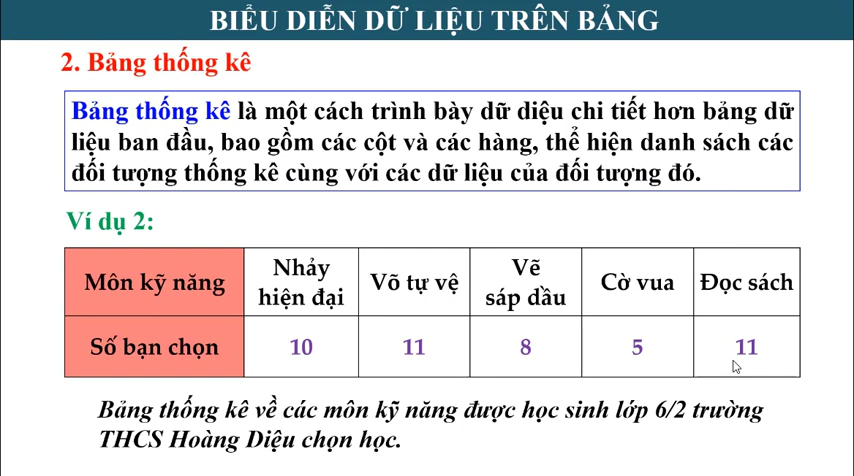 BIỂU DIỄN DỮ LIỆU TRÊN BẢNG
2. Bảng thống kê
Bảng thống kê là một cách trình bày dữ diệu chi tiết hơn bảng dữ
liệu ban đầu, bao gồm các cột và các hàng, thể hiện danh sách các
đối tượng thống kê cùng với các dữ liệu của đối tượng đó.
Ví dụ 2:
Môn kỹ năng
Nhảy
hiện đại
Võ tự vệ
Vẽ
sáp dầu
Cờ vua
Đọc sách
Số bạn chọn
10
11
8
5
11
Bảng thống kê về các môn kỹ năng được học sinh lớp 6/2 trường
THCS Hoàng Diệu chọn học.